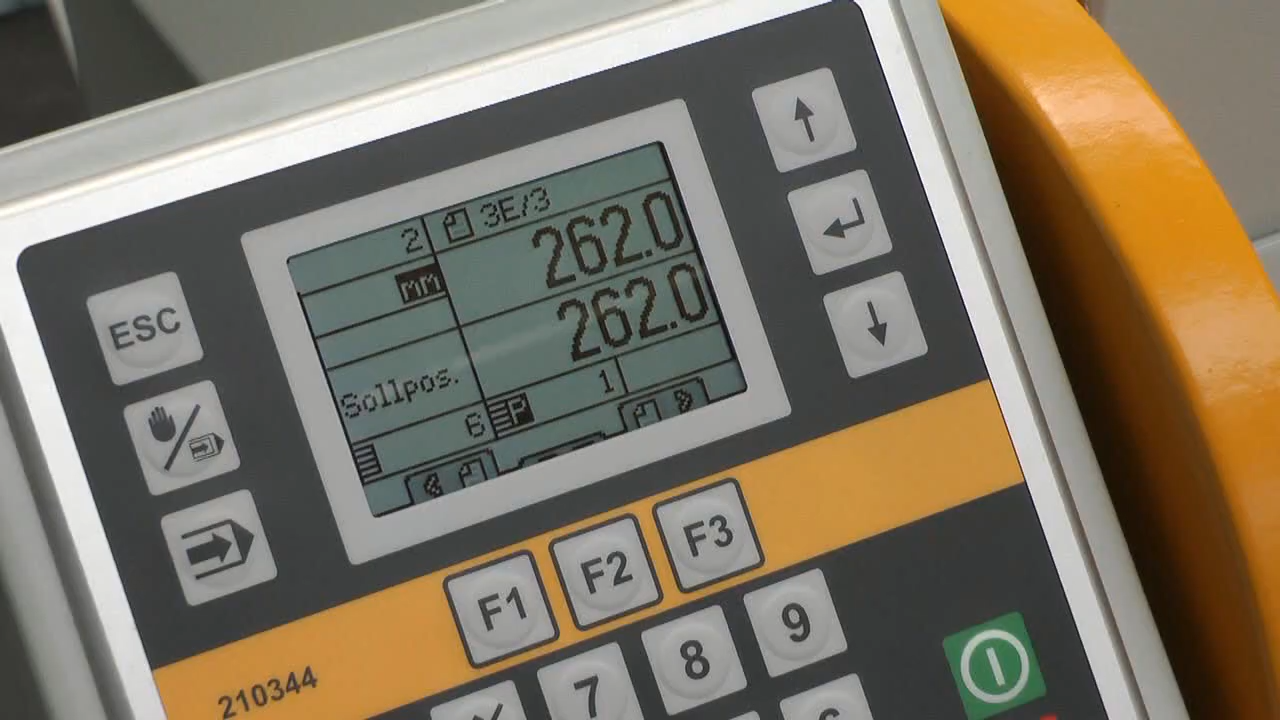 2 3E/3
mm 262.0
262.0
Sollpos.
6 P 1
ESC
F1 F2 F3
7 8 9
210344